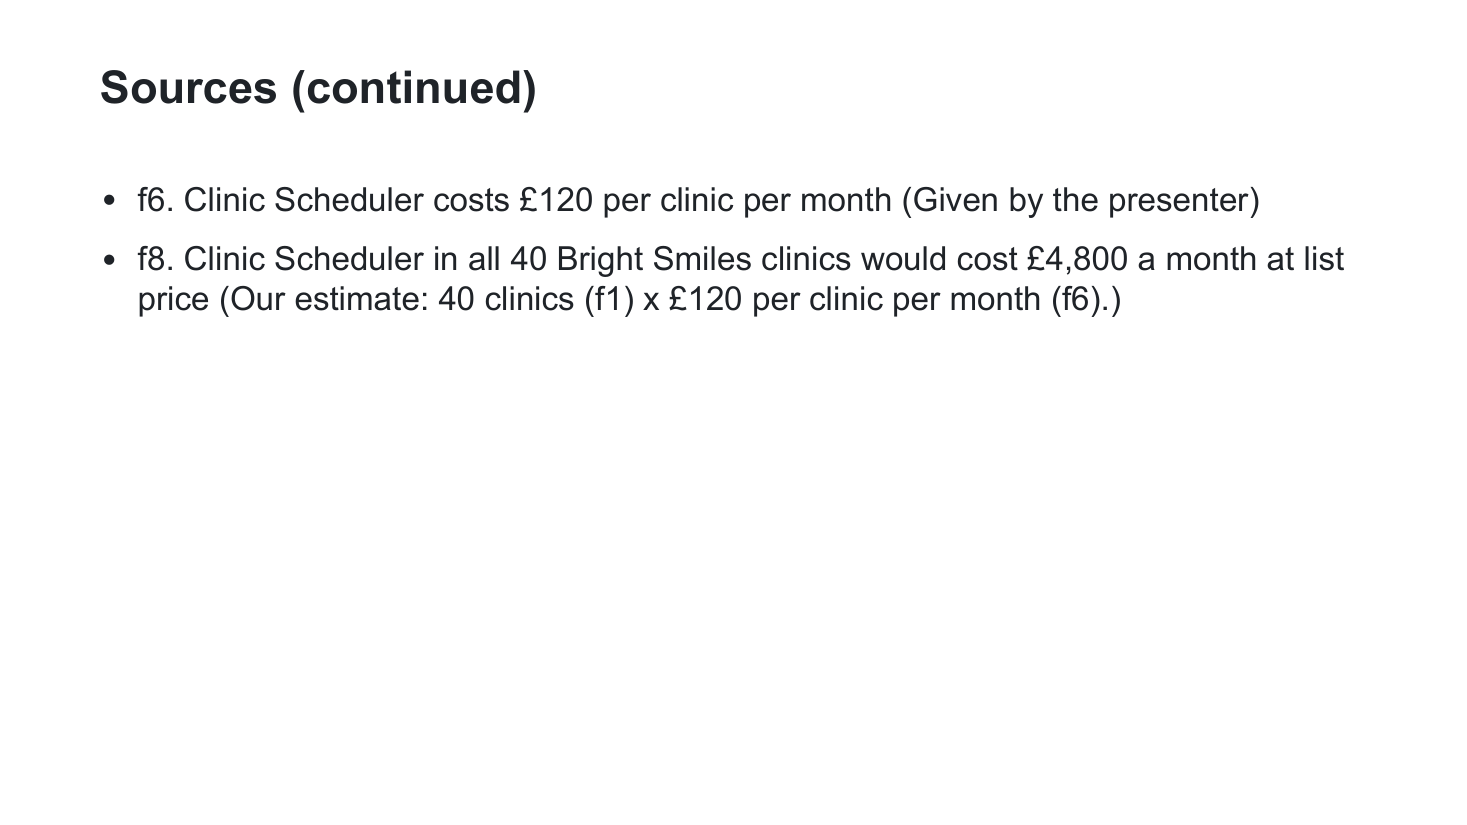 Sources (continued)
• f6. Clinic Scheduler costs £120 per clinic per month (Given by the presenter)
• f8. Clinic Scheduler in all 40 Bright Smiles clinics would cost £4,800 a month at list
price (Our estimate: 40 clinics (f1) x £120 per clinic per month (f6).)